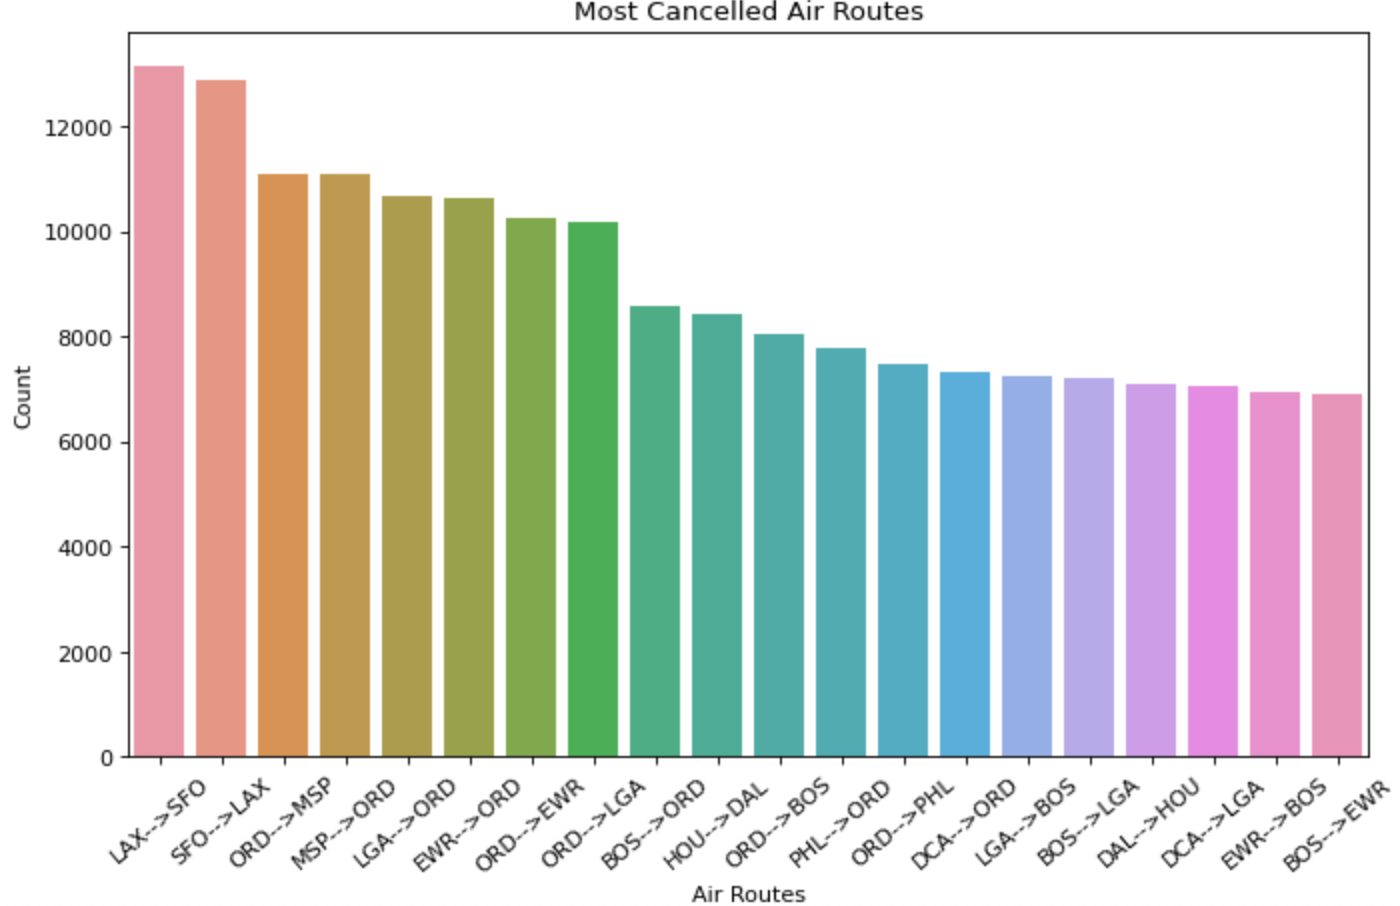 Most Cancelled Air Routes
12000
10000
8000
6000
4000
2000
0
Count
LAX-->SFO
SFO-->LAX
ORD-->MSP
MSP-->ORD
LGA-->ORD
EWR-->ORD
ORD-->EWR
ORD-->LGA
BOS-->ORD
HOU-->DAL
ORD-->BOS
PHL-->ORD
ORD-->PHL
DCA-->ORD
LGA-->BOS
BOS-->LGA
DAL-->HOU
DCA-->LGA
EWR-->BOS
BOS-->EWR
Air Routes